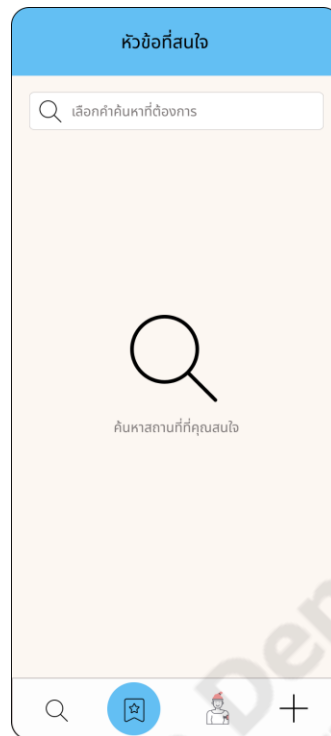 หัวข้อที่สนใจ
เลือกคำค้นหาที่ต้องการ
ค้นหาสถานที่ที่คุณสนใจ